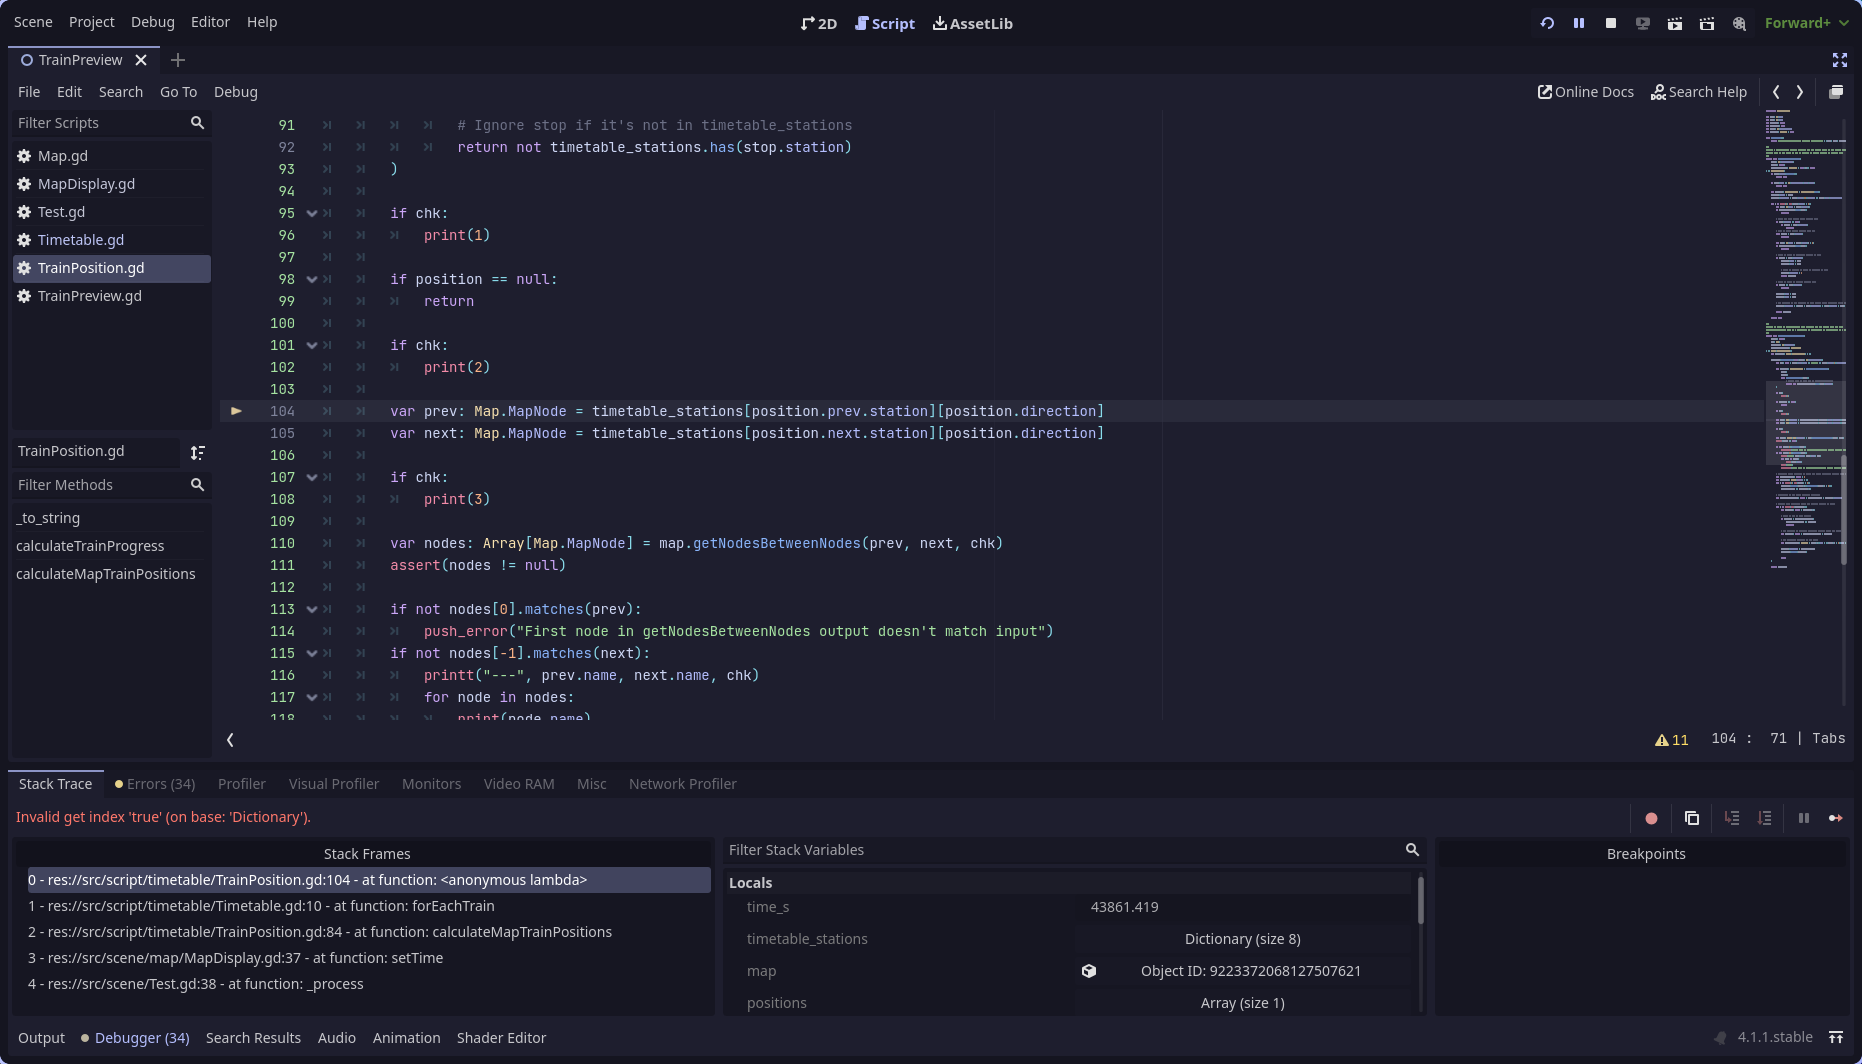 Scene Project Debug Editor Help
2D Script AssetLib
Forward+
TrainPreview
File Edit Search Go To Debug
Online Docs Search Help
Filter Scripts
Map.gd
MapDisplay.gd
Test.gd
Timetable.gd
TrainPosition.gd
TrainPreview.gd
TrainPosition.gd
Filter Methods
_to_string
calculateTrainProgress
calculateMapTrainPositions
91 # Ignore stop if it's not in timetable_stations
92 return not timetable_stations.has(stop.station)
93 )
94
95 if chk:
96 print(1)
97
98 if position == null:
99 return
100
101 if chk:
102 print(2)
103
104 var prev: Map.MapNode = timetable_stations[position.prev.station][position.direction]
105 var next: Map.MapNode = timetable_stations[position.next.station][position.direction]
106
107 if chk:
108 print(3)
109
110 var nodes: Array[Map.MapNode] = map.getNodesBetweenNodes(prev, next, chk)
111 assert(nodes != null)
112
113 if not nodes[0].matches(prev):
114 push_error("First node in getNodesBetweenNodes output doesn't match input")
115 if not nodes[-1].matches(next):
116 printt("---", prev.name, next.name, chk)
117 for node in nodes:
118 print(node.name)
11 104 : 71 | Tabs
Stack Trace Errors (34) Profiler Visual Profiler Monitors Video RAM Misc Network Profiler
Invalid get index 'true' (on base: 'Dictionary').
Stack Frames
0 - res://src/script/timetable/TrainPosition.gd:104 - at function: <anonymous lambda>
1 - res://src/script/timetable/Timetable.gd:10 - at function: forEachTrain
2 - res://src/script/timetable/TrainPosition.gd:84 - at function: calculateMapTrainPositions
3 - res://src/scene/map/MapDisplay.gd:37 - at function: setTime
4 - res://src/scene/Test.gd:38 - at function: _process
Filter Stack Variables
Locals
time_s 43861.419
timetable_stations Dictionary (size 8)
map Object ID: 9223372068127507621
positions Array (size 1)
Breakpoints
Output Debugger (34) Search Results Audio Animation Shader Editor
4.1.1.stable